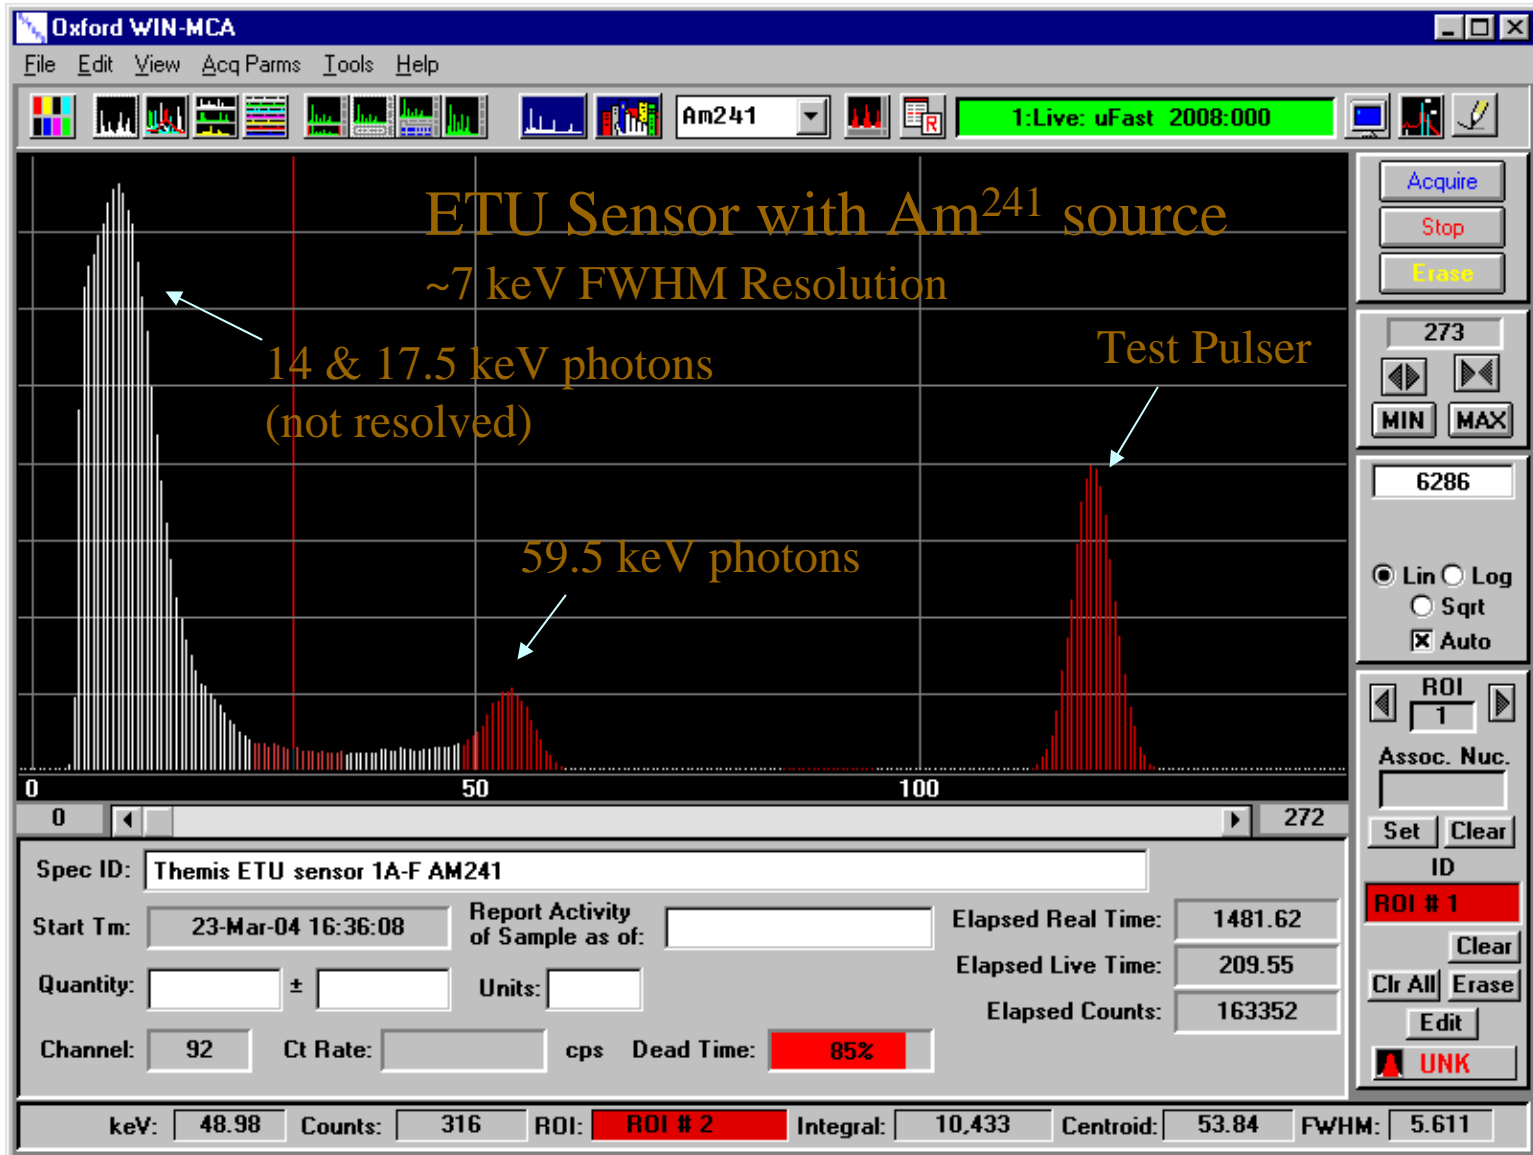 Oxford WIN-MCA
File Edit View Acq Parms Tools Help
Am241
R
1:Live: uFast 2008:000
ETU Sensor with Am241 source
~7 keV FWHM Resolution
14 & 17.5 keV photons
(not resolved)
Test Pulser
59.5 keV photons
0 50 100
0 272
Acquire
Stop
Erase
273
MIN MAX
6286
Lin Log
Sqrt
Auto
ROI
1
Assoc. Nuc.
Set Clear
ID
ROI # 1
Clear
Clr All Erase
Edit
UNK
Spec ID: Themis ETU sensor 1A-F AM241
Start Tm: 23-Mar-04 16:36:08
Report Activity
of Sample as of:
Elapsed Real Time: 1481.62
Elapsed Live Time: 209.55
Quantity: ± Units:
Elapsed Counts: 163352
Channel: 92 Ct Rate: cps Dead Time: 85%
keV: 48.98 Counts: 316 ROI: ROI # 2 Integral: 10,433 Centroid: 53.84 FWHM: 5.611